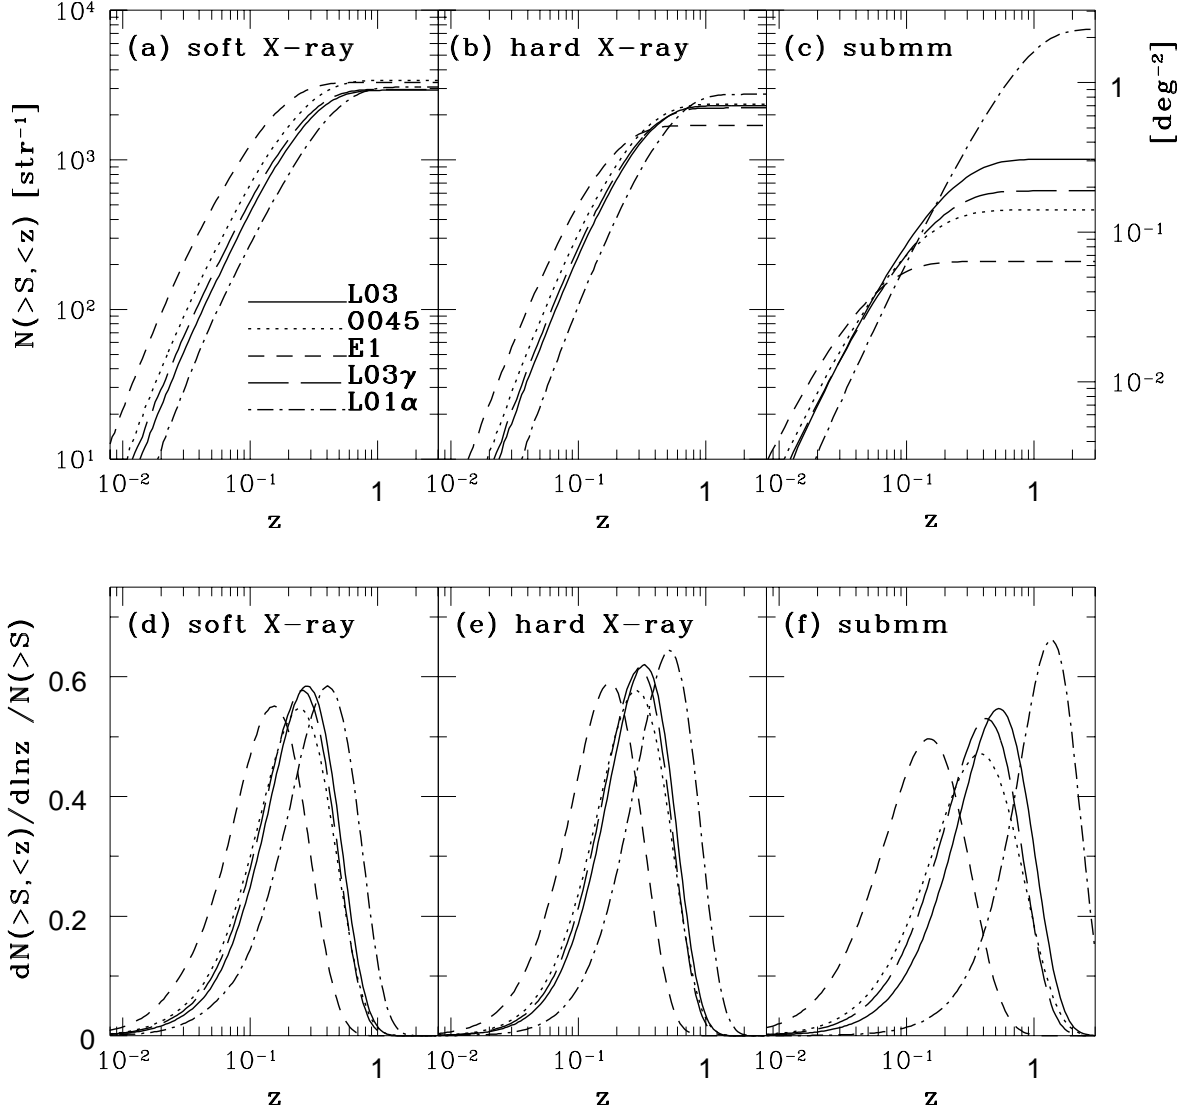 10⁴
(a) soft X-ray
(b) hard X-ray
(c) submm
1
[deg⁻²]
N(>S,<z) [str⁻¹]
10³
10⁻¹
10²
L03
O045
E1
L03γ
L01α
10⁻²
10¹
10⁻² 10⁻¹ 1
10⁻² 10⁻¹ 1
10⁻² 10⁻¹ 1
z
z
z
(d) soft X-ray
(e) hard X-ray
(f) submm
dN(>S,<z)/dlnz /N(>S)
0.6
0.4
0.2
0
10⁻² 10⁻¹ 1
10⁻² 10⁻¹ 1
10⁻² 10⁻¹ 1
z
z
z